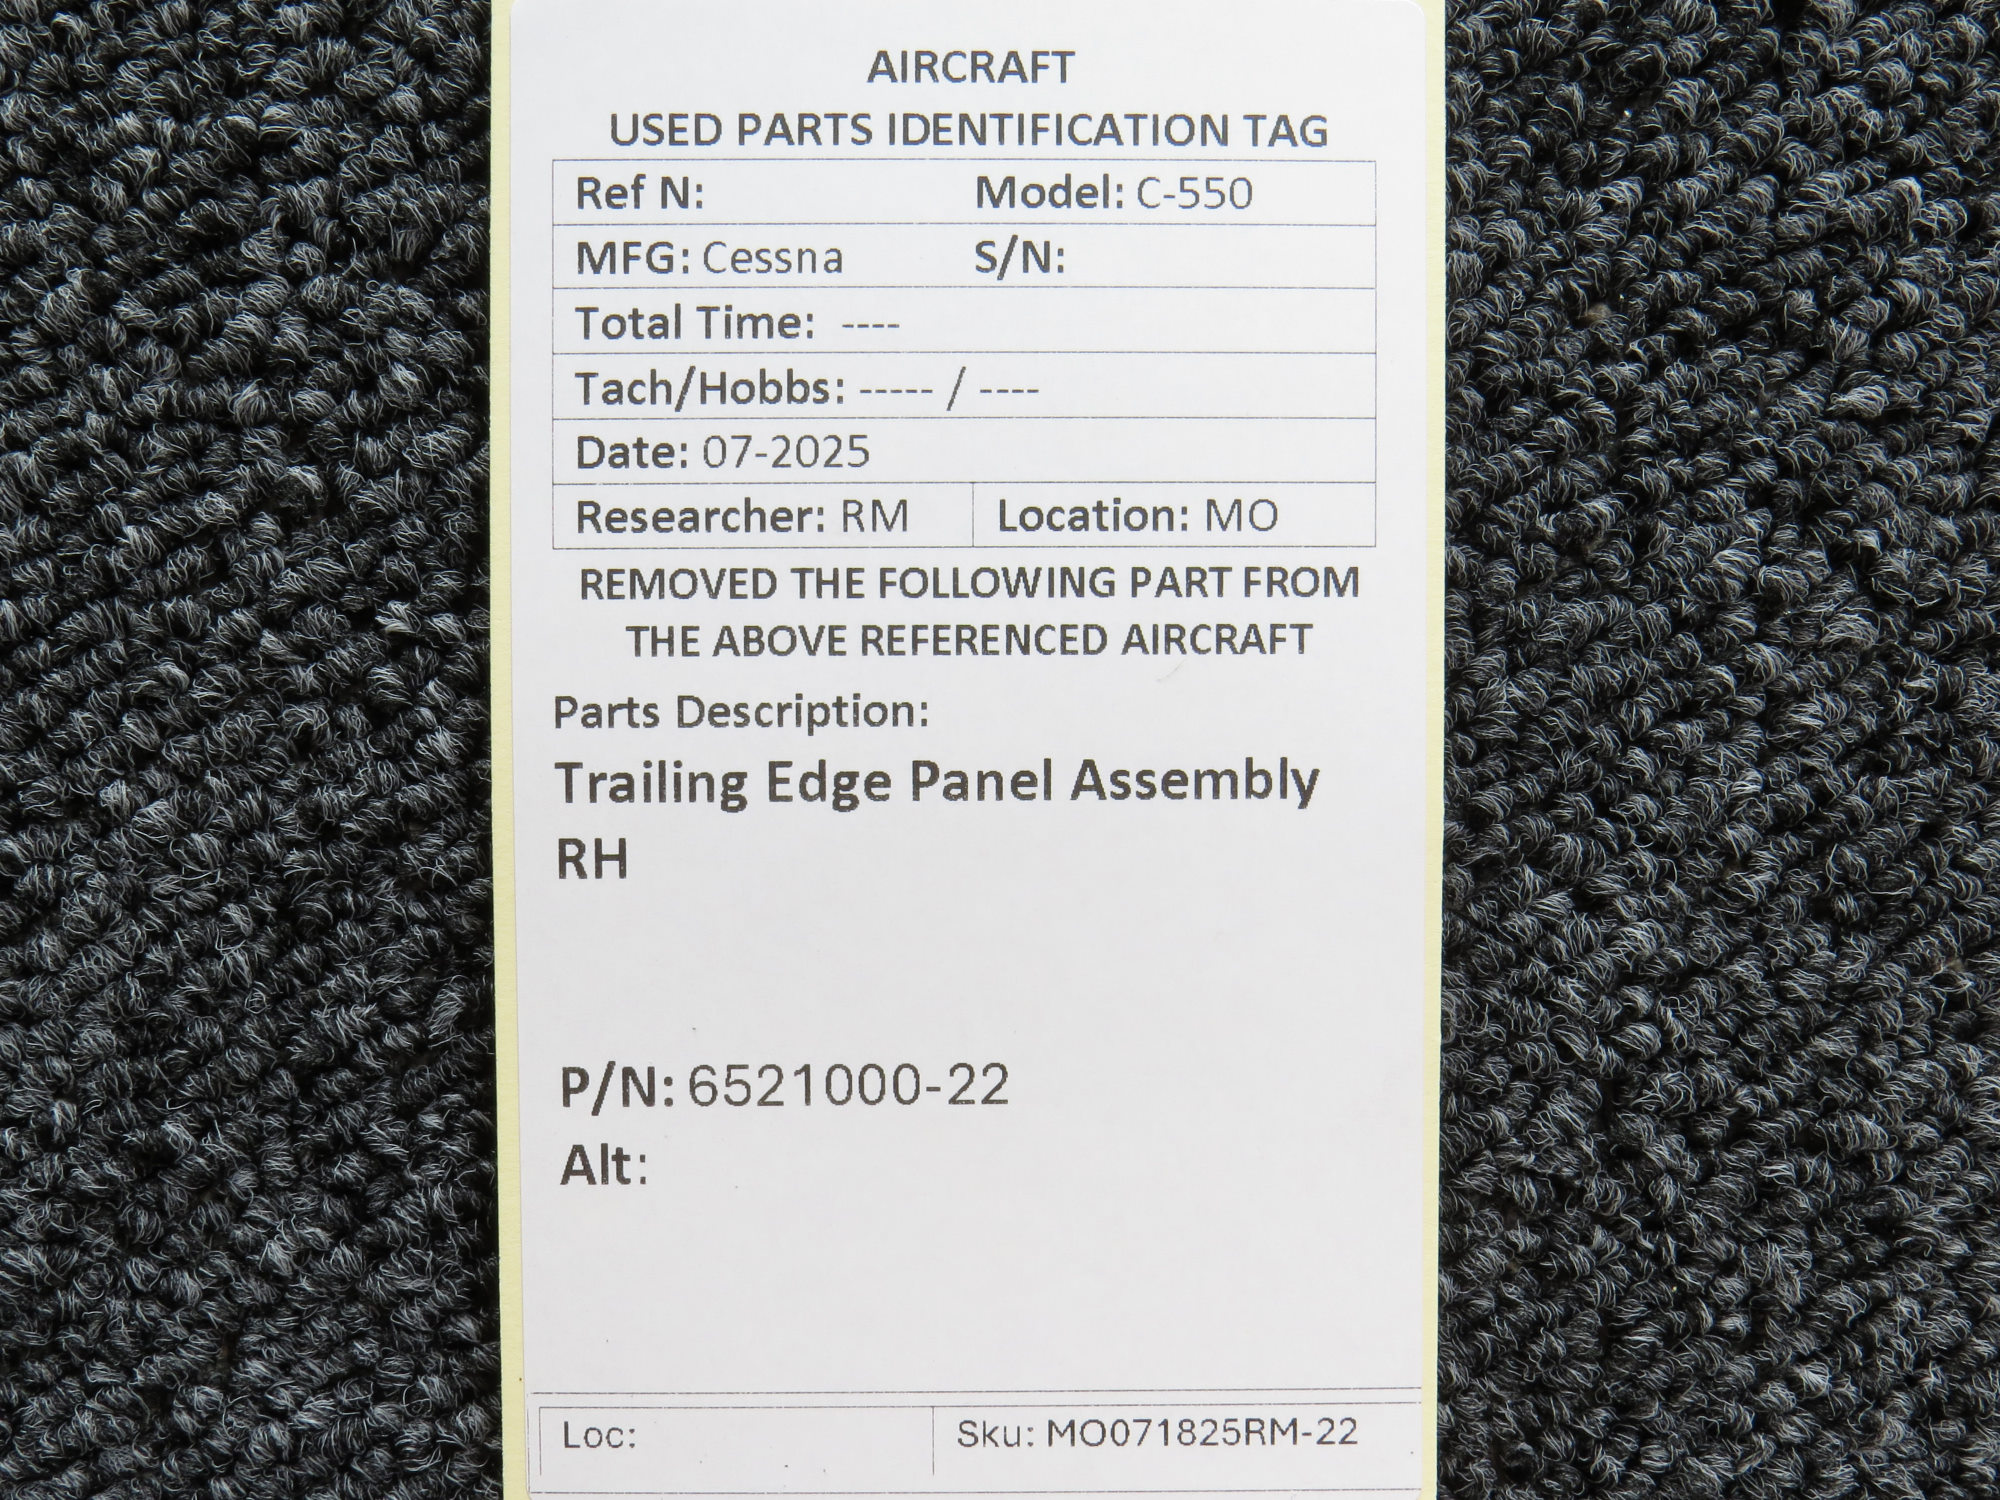 AIRCRAFT
USED PARTS IDENTIFICATION TAG
Ref N: Model: C-550
MFG: Cessna S/N:
Total Time: ----
Tach/Hobbs: ----- / ----
Date: 07-2025
Researcher: RM Location: MO
REMOVED THE FOLLOWING PART FROM
THE ABOVE REFERENCED AIRCRAFT
Parts Description:
Trailing Edge Panel Assembly
RH
P/N: 6521000-22
Alt:
Loc: Sku: MO071825RM-22